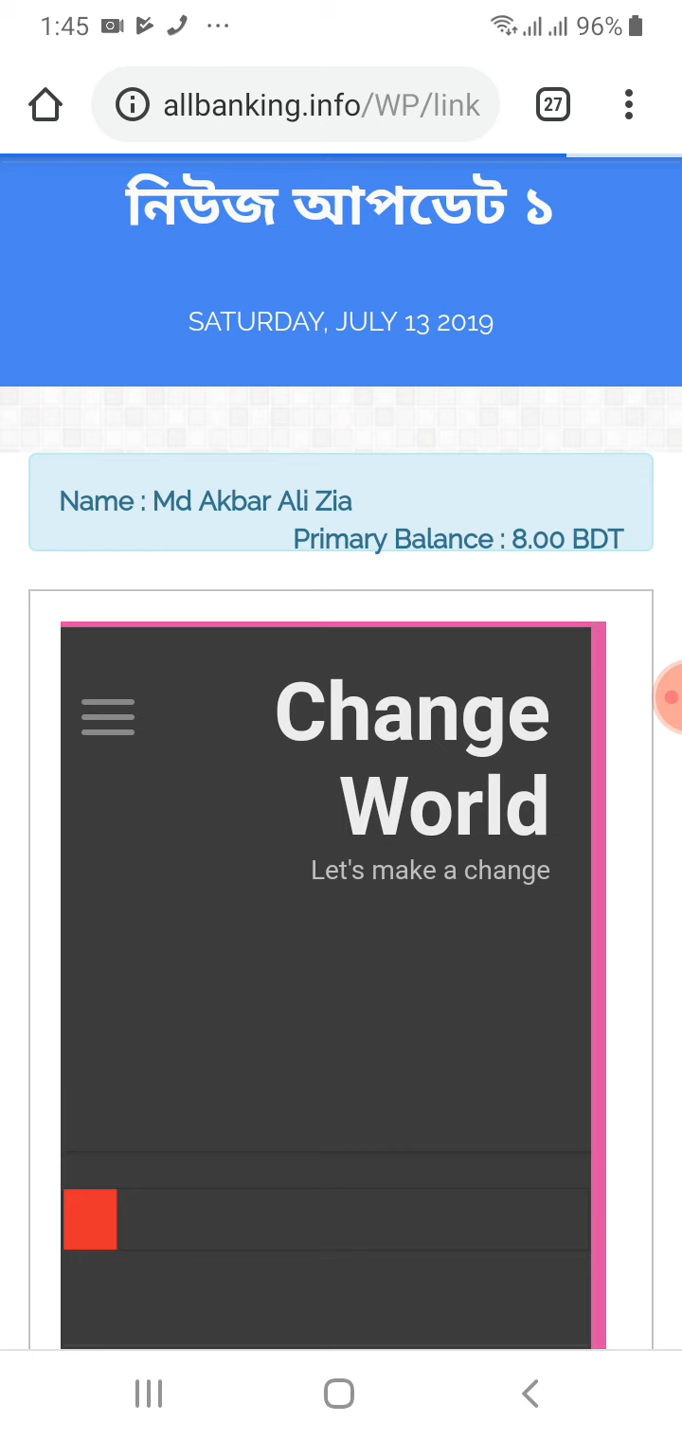 1:45 96%
allbanking.info/WP/link 27
নিউজ আপডেট ১
SATURDAY, JULY 13 2019
Name : Md Akbar Ali Zia
Primary Balance : 8.00 BDT
Change
World
Let's make a change